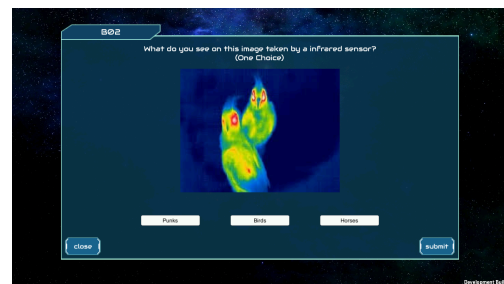 B02
What do you see on this image taken by a infrared sensor?
(One Choice)
Punks Birds Horses
close submit
Development Bu